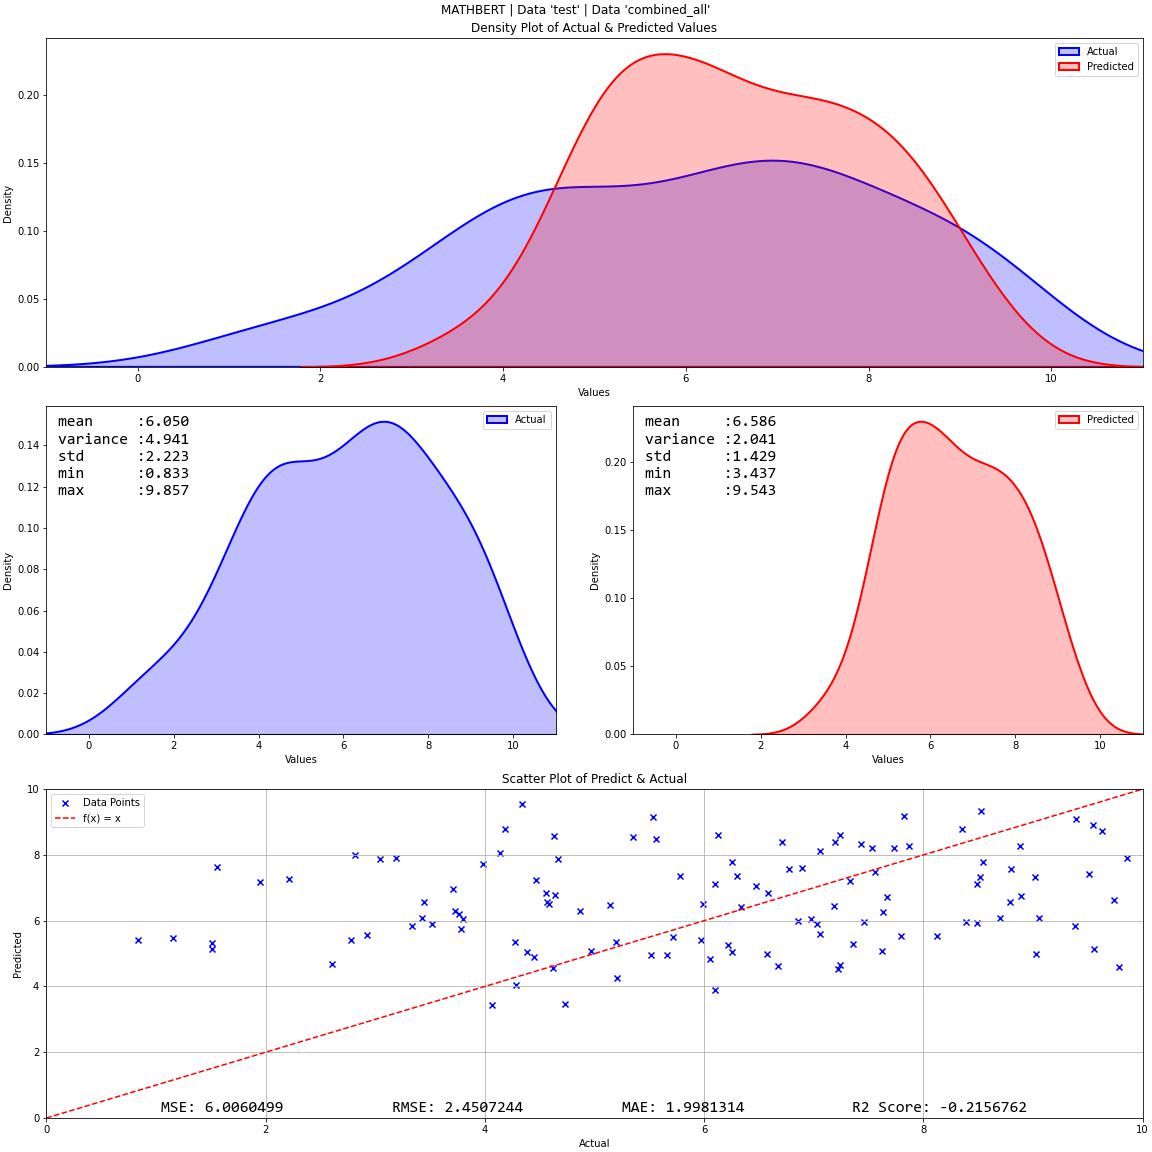 MATHBERT | Data 'test' | Data 'combined_all'
Density Plot of Actual & Predicted Values
Actual
Predicted
0.20
0.15
0.10
0.05
0.00
Density
0 2 4 6 8 10
Values
mean :6.050
variance :4.941
std :2.223
min :0.833
max :9.857
Actual
0.14
0.12
0.10
0.08
0.06
0.04
0.02
0.00
Density
0 2 4 6 8 10
Values
mean :6.586
variance :2.041
std :1.429
min :3.437
max :9.543
Predicted
0.20
0.15
0.10
0.05
0.00
Density
0 2 4 6 8 10
Values
Scatter Plot of Predict & Actual
Data Points
f(x) = x
10
8
6
4
2
0
Predicted
MSE: 6.0060499 RMSE: 2.4507244 MAE: 1.9981314 R2 Score: -0.2156762
0 2 4 6 8 10
Actual